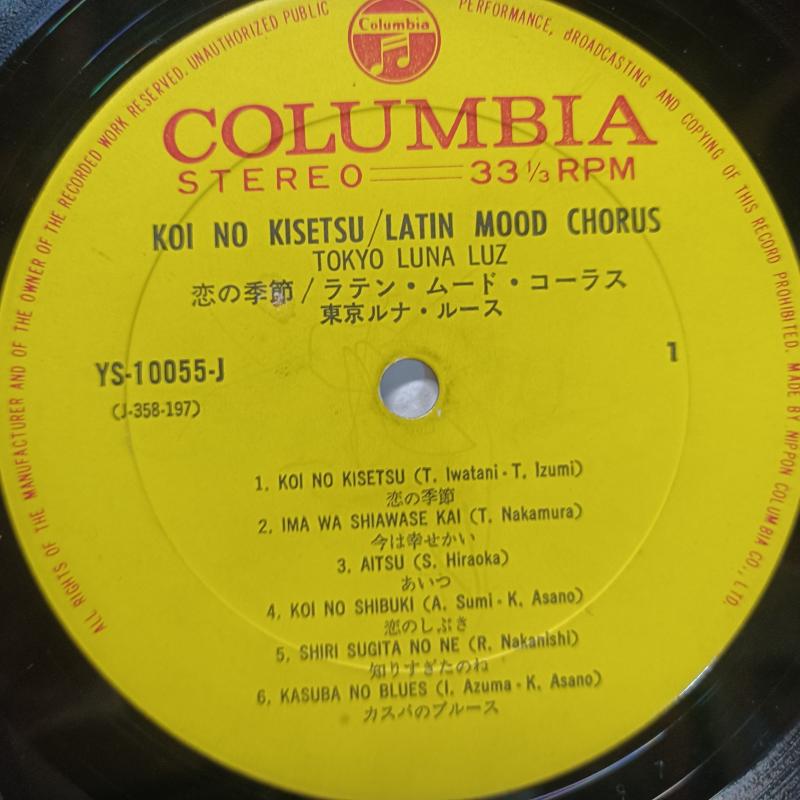 Columbia
ALL RIGHTS OF THE MANUFACTURER AND OF THE OWNER OF THE RECORDED WORK RESERVED. UNAUTHORIZED PUBLIC PERFORMANCE, BROADCASTING AND COPYING OF THIS RECORD PROHIBITED. MADE BY NIPPON COLUMBIA CO., LTD.
COLUMBIA
STEREO 33 1/3 RPM
KOI NO KISETSU/LATIN MOOD CHORUS
TOKYO LUNA LUZ
恋の季節/ラテン・ムード・コーラス
東京ルナ・ルース
YS-10055-J 1
(J-358-197)
1. KOI NO KISETSU (T. Iwatani - T. Izumi)
恋の季節
2. IMA WA SHIAWASE KAI (T. Nakamura)
今は幸せかい
3. AITSU (S. Hiraoka)
あいつ
4. KOI NO SHIBUKI (A. Sumi - K. Asano)
恋のしぶき
5. SHIRI SUGITA NO NE (R. Nakanishi)
知りすぎたのね
6. KASUBA NO BLUES (I. Azuma - K. Asano)
カスバのブルース